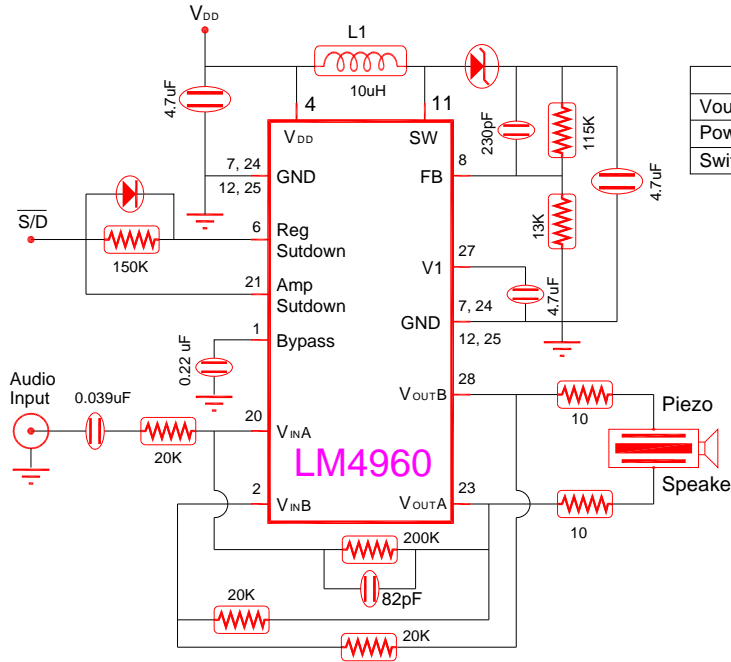 VDD
L1
10uH
4.7uF
4
11
VDD
SW
230pF
115K
4.7uF
Vou
Pow
Swi
7, 24
GND
12, 25
8
FB
13K
S/D
150K
6
Reg
Sutdown
27
V1
21
Amp
Sutdown
4.7uF
7, 24
GND
12, 25
1
Bypass
0.22 uF
28
VOUTB
10
Piezo
Audio
Input
0.039uF
20K
20
VINA
LM4960
2
VINB
23
VOUTA
10
Speake
200K
82pF
20K
20K